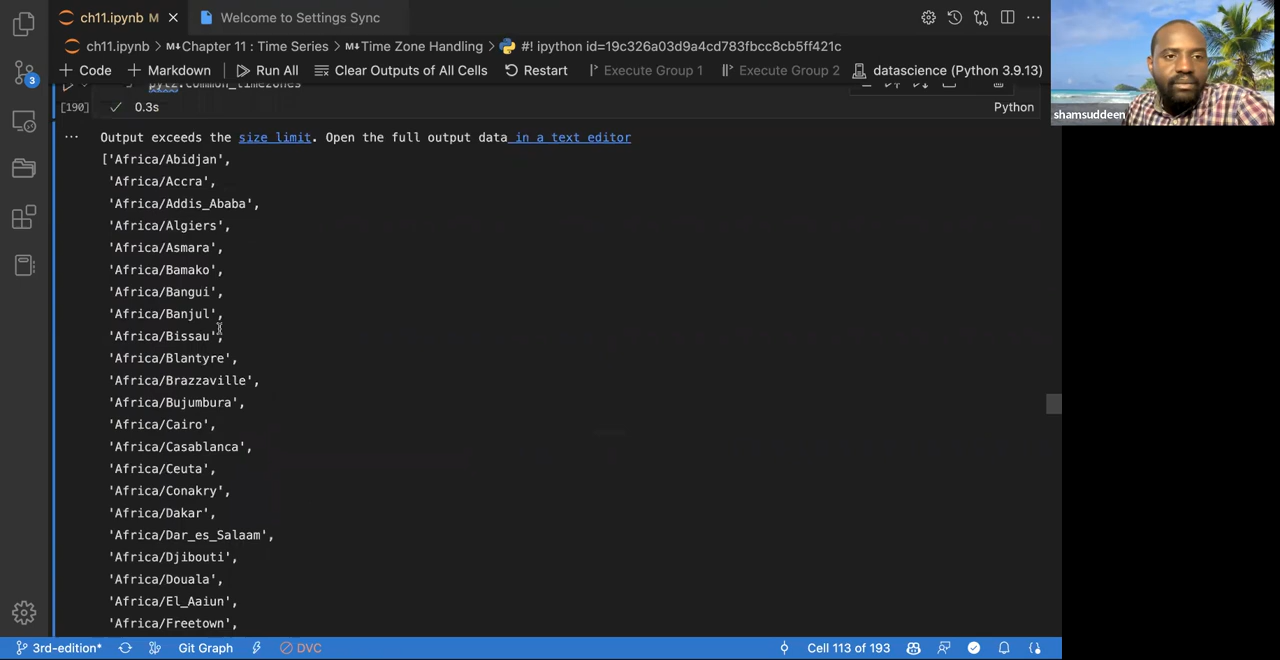 ch11.ipynb M
Welcome to Settings Sync
ch11.ipynb > M↓Chapter 11 : Time Series > M↓Time Zone Handling > #! ipython id=19c326a03d9a4cd783fbcc8cb5ff421c
+ Code + Markdown Run All Clear Outputs of All Cells Restart Execute Group 1 Execute Group 2 datascience (Python 3.9.13)
pytz.common_timezones
[190] ✓ 0.3s Python
Output exceeds the size limit. Open the full output data in a text editor
['Africa/Abidjan',
'Africa/Accra',
'Africa/Addis_Ababa',
'Africa/Algiers',
'Africa/Asmara',
'Africa/Bamako',
'Africa/Bangui',
'Africa/Banjul',
'Africa/Bissau',
'Africa/Blantyre',
'Africa/Brazzaville',
'Africa/Bujumbura',
'Africa/Cairo',
'Africa/Casablanca',
'Africa/Ceuta',
'Africa/Conakry',
'Africa/Dakar',
'Africa/Dar_es_Salaam',
'Africa/Djibouti',
'Africa/Douala',
'Africa/El_Aaiun',
'Africa/Freetown',
3
shamsuddeen
3rd-edition* Git Graph DVC Cell 113 of 193